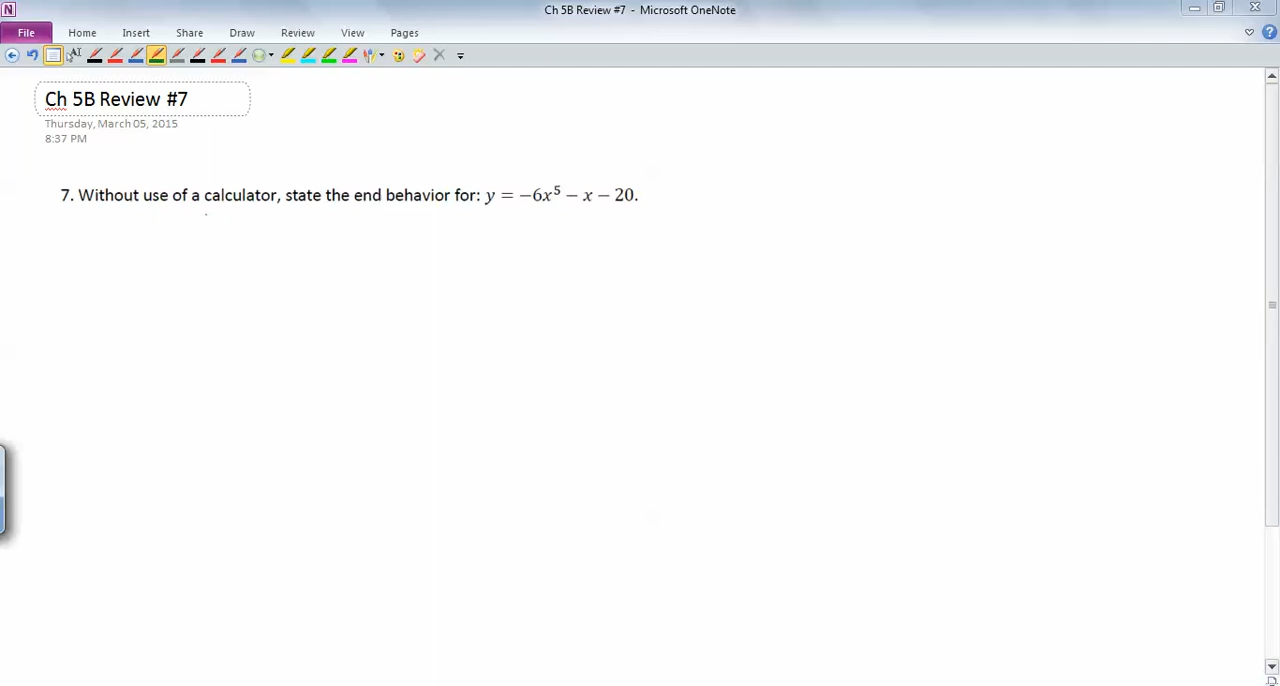 Ch 5B Review #7 - Microsoft OneNote
File Home Insert Share Draw Review View Pages
Ch 5B Review #7
Thursday, March 05, 2015
8:37 PM
7. Without use of a calculator, state the end behavior for: y = −6x⁵ − x − 20.